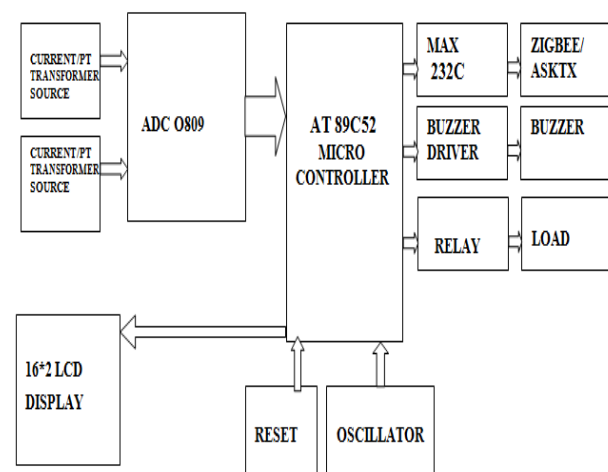 CURRENT/PT
TRANSFORMER
SOURCE
CURRENT/PT
TRANSFORMER
SOURCE
ADC O809
AT 89C52
MICRO
CONTROLLER
MAX
232C
ZIGBEE/
ASKTX
BUZZER
DRIVER
BUZZER
RELAY
LOAD
16*2 LCD
DISPLAY
RESET
OSCILLATOR